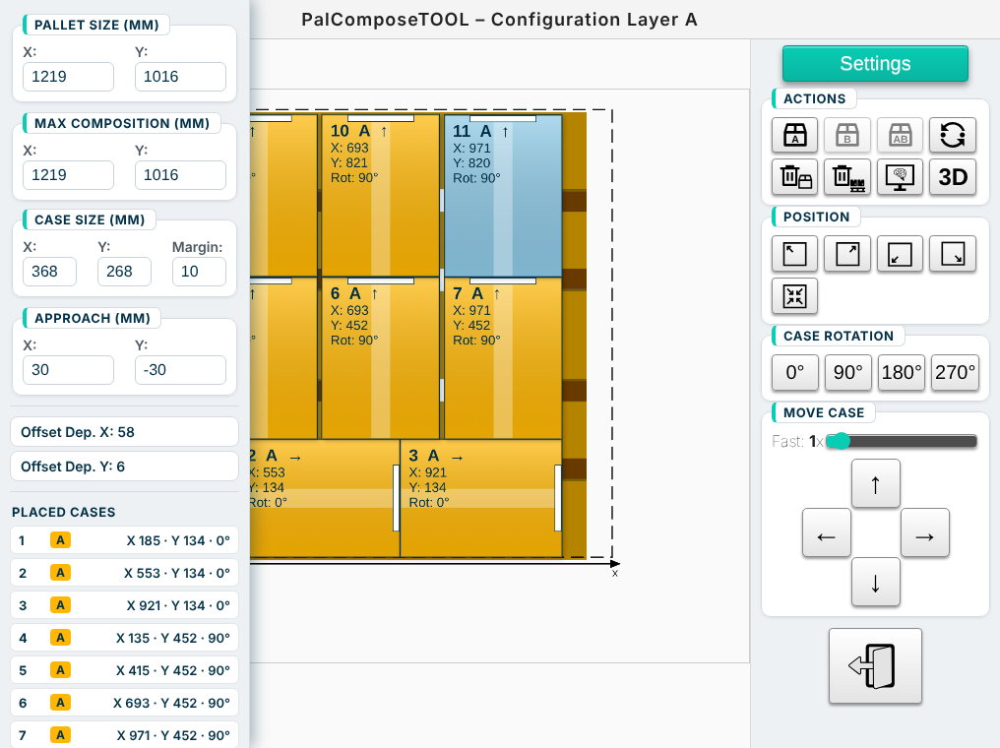 PalComposeTOOL – Configuration Layer A
PALLET SIZE (MM)
X: Y:
1219 1016
MAX COMPOSITION (MM)
X: Y:
1219 1016
CASE SIZE (MM)
X: Y: Margin:
368 268 10
APPROACH (MM)
X: Y:
30 -30
Offset Dep. X: 58
Offset Dep. Y: 6
PLACED CASES
1 A X 185 · Y 134 · 0°
2 A X 553 · Y 134 · 0°
3 A X 921 · Y 134 · 0°
4 A X 135 · Y 452 · 90°
5 A X 415 · Y 452 · 90°
6 A X 693 · Y 452 · 90°
7 A X 971 · Y 452 · 90°
↑
°
10 A ↑
X: 693
Y: 821
Rot: 90°
11 A ↑
X: 971
Y: 820
Rot: 90°
↑
°
6 A ↑
X: 693
Y: 452
Rot: 90°
7 A ↑
X: 971
Y: 452
Rot: 90°
2 A →
X: 553
Y: 134
Rot: 0°
3 A →
X: 921
Y: 134
Rot: 0°
x
Settings
ACTIONS
A B AB
3D
POSITION
CASE ROTATION
0° 90° 180° 270°
MOVE CASE
Fast: 1x
↑
← →
↓